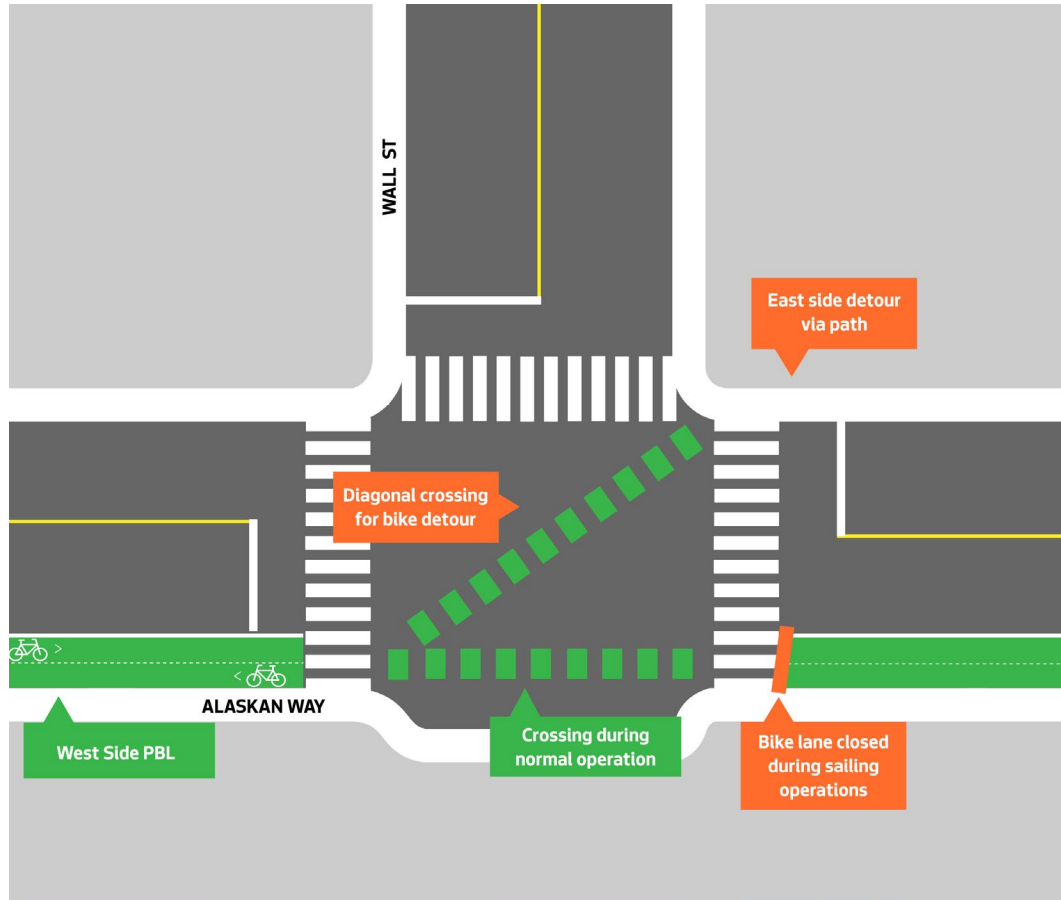 WALL ST
East side detour
via path
Diagonal crossing
for bike detour
>
<
ALASKAN WAY
West Side PBL
Crossing during
normal operation
Bike lane closed
during sailing
operations